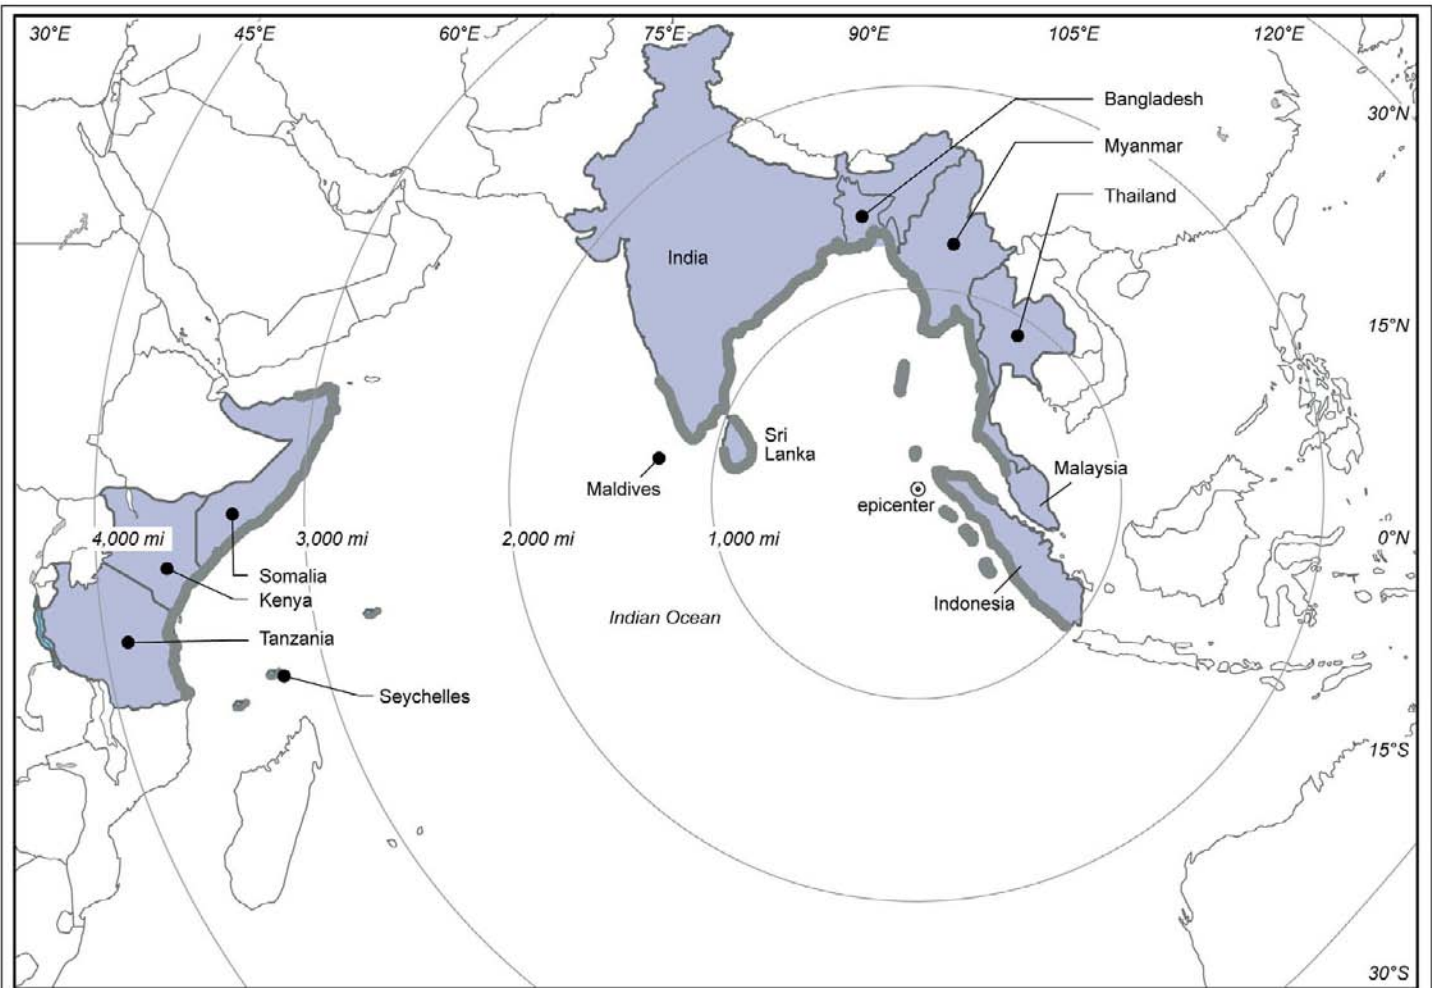 30°E 45°E 60°E 75°E 90°E 105°E 120°E
Bangladesh
30°N
Myanmar
Thailand
India
15°N
Sri
Lanka
Malaysia
Maldives
epicenter
4,000 mi 3,000 mi 2,000 mi 1,000 mi 0°N
Somalia
Kenya
Indonesia
Indian Ocean
Tanzania
Seychelles
15°S
30°S